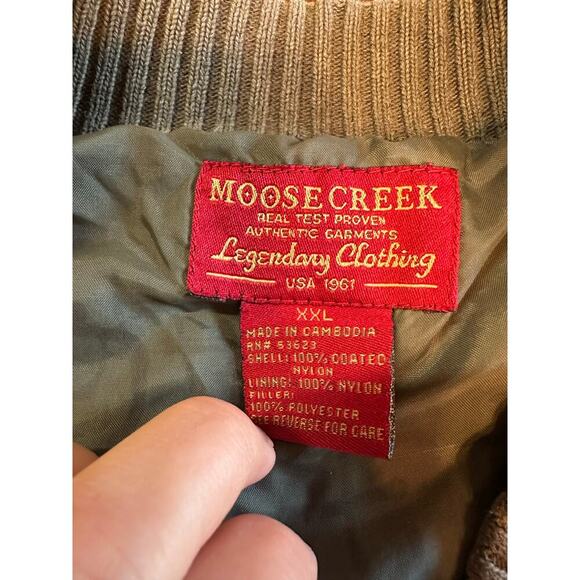 MOOSE CREEK
REAL TEST PROVEN
AUTHENTIC GARMENTS
Legendary Clothing
USA 1961
XXL
MADE IN CAMBODIA
RN# 53623
SHELL: 100% COATED
NYLON
LINING: 100% NYLON
FILLER:
100% POLYESTER
SEE REVERSE FOR CARE